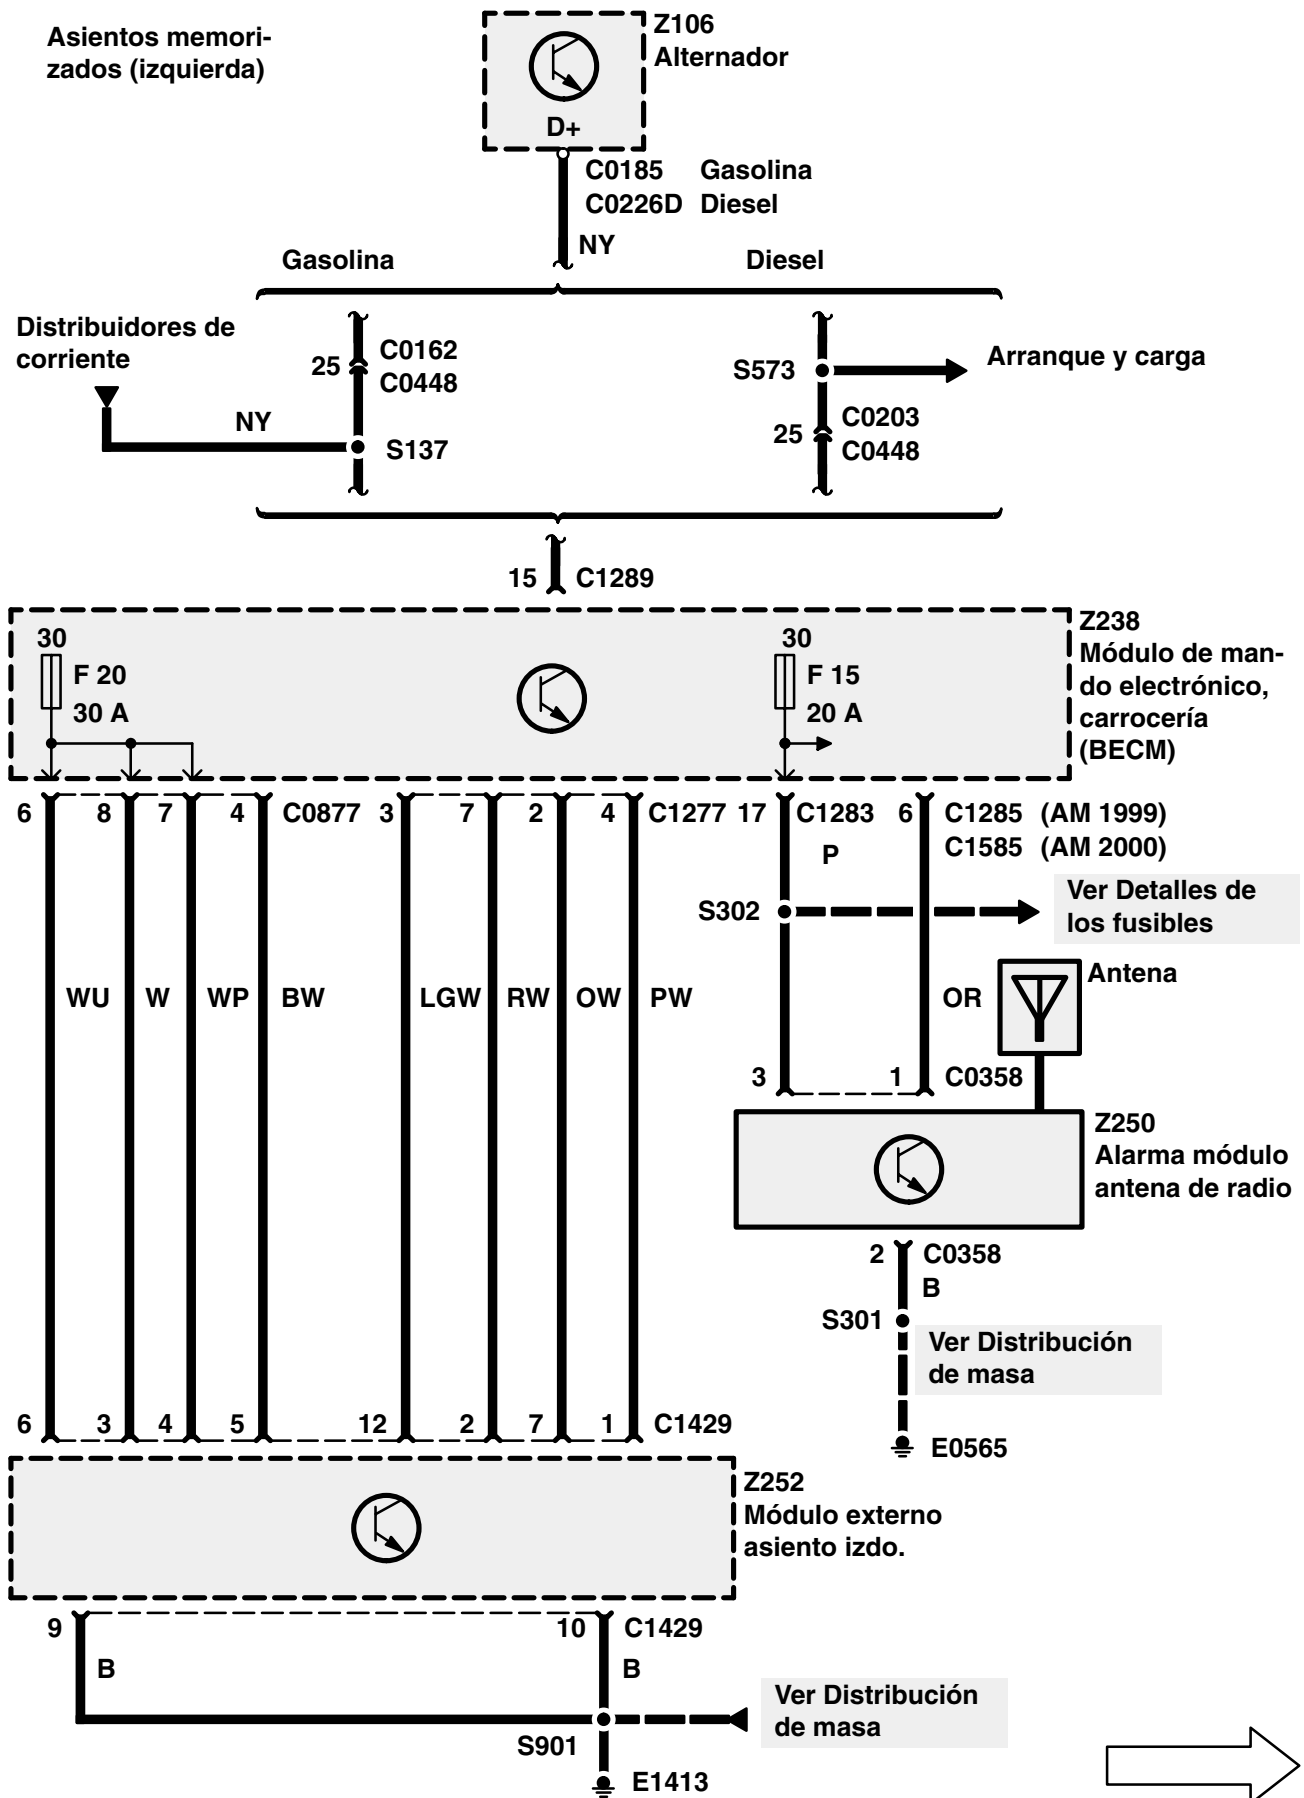 Asientos memori-
zados (izquierda)
Z106
Alternador
D+
C0185 Gasolina
C0226D Diesel
NY
Gasolina
Diesel
Distribuidores de
corriente
25
C0162
C0448
NY
S137
S573
Arranque y carga
25
C0203
C0448
15
C1289
Z238
Módulo de man-
do electrónico,
carrocería
(BECM)
30
F 20
30 A
30
F 15
20 A
6 8 7 4 C0877 3 7 2 4 C1277 17 C1283 6 C1285 (AM 1999)
C1585 (AM 2000)
P
S302
Ver Detalles de
los fusibles
Antena
WU W WP BW LGW RW OW PW OR
3 1 C0358
Z250
Alarma módulo
antena de radio
2 C0358
B
S301
Ver Distribución
de masa
E0565
6 3 4 5 12 2 7 1 C1429
Z252
Módulo externo
asiento izdo.
9 10 C1429
B B
Ver Distribución
de masa
S901
E1413